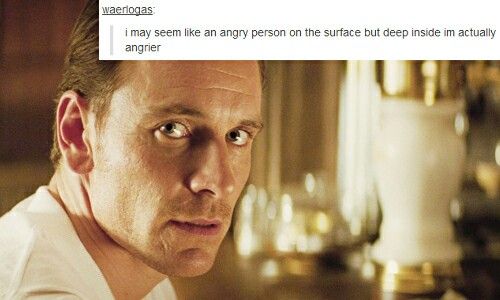 waerlogas:
i may seem like an angry person on the surface but deep inside im actually
angrier